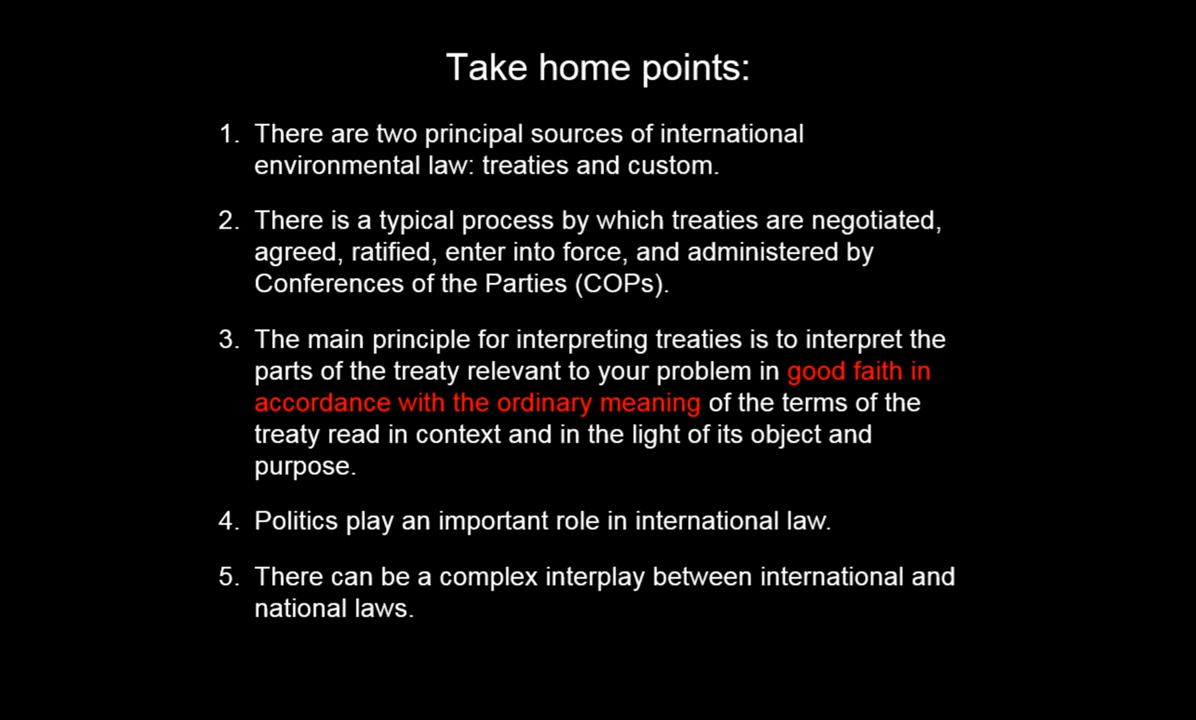 Take home points:
1. There are two principal sources of international
environmental law: treaties and custom.
2. There is a typical process by which treaties are negotiated,
agreed, ratified, enter into force, and administered by
Conferences of the Parties (COPs).
3. The main principle for interpreting treaties is to interpret the
parts of the treaty relevant to your problem in good faith in
accordance with the ordinary meaning of the terms of the
treaty read in context and in the light of its object and
purpose.
4. Politics play an important role in international law.
5. There can be a complex interplay between international and
national laws.